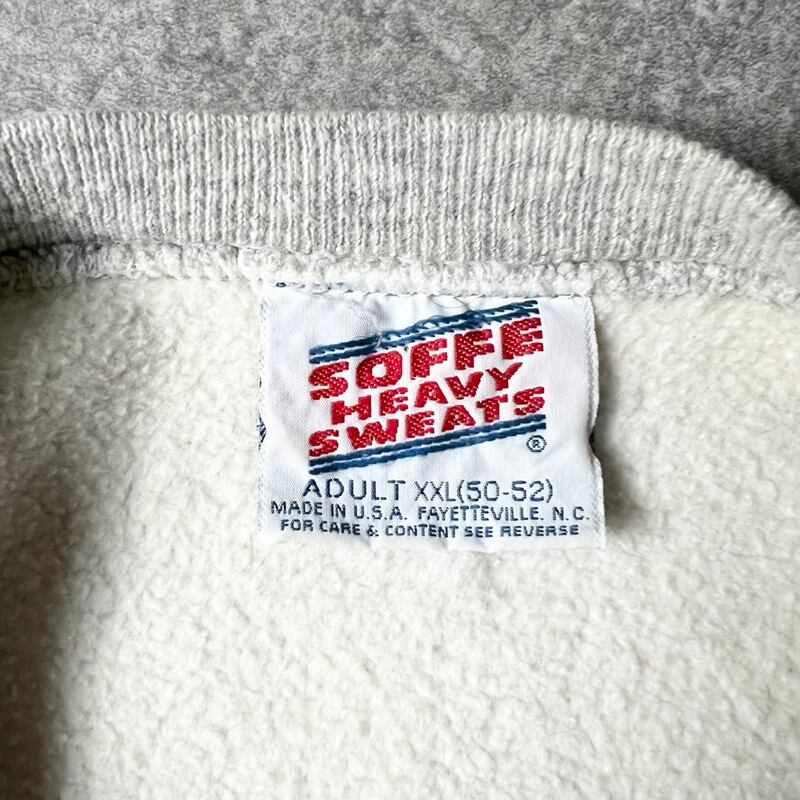 SOFFE
HEAVY
SWEATS
®
ADULT XXL(50-52)
MADE IN U.S.A. FAYETTEVILLE, N.C.
FOR CARE & CONTENT SEE REVERSE